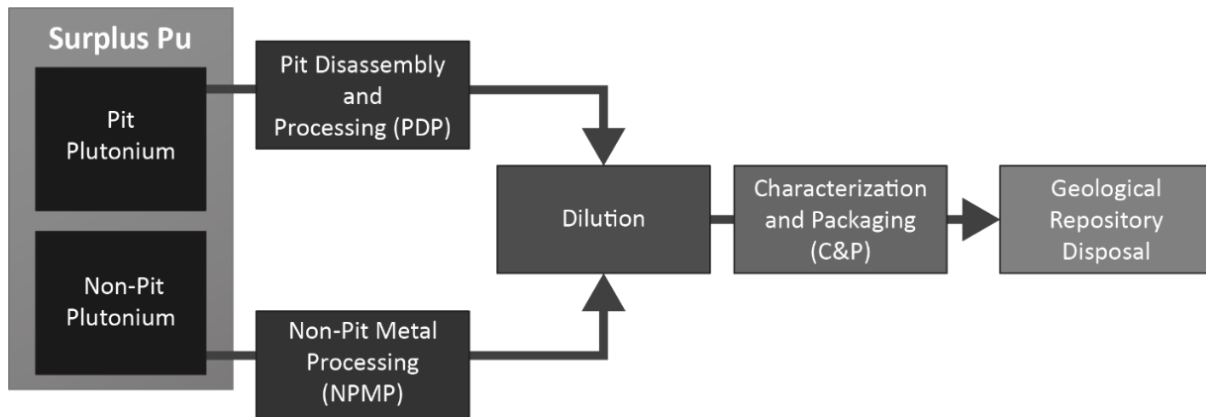 Surplus Pu
Pit
Plutonium
Non-Pit
Plutonium
Pit Disassembly
and
Processing (PDP)
Non-Pit Metal
Processing
(NPMP)
Dilution
Characterization
and Packaging
(C&P)
Geological
Repository
Disposal